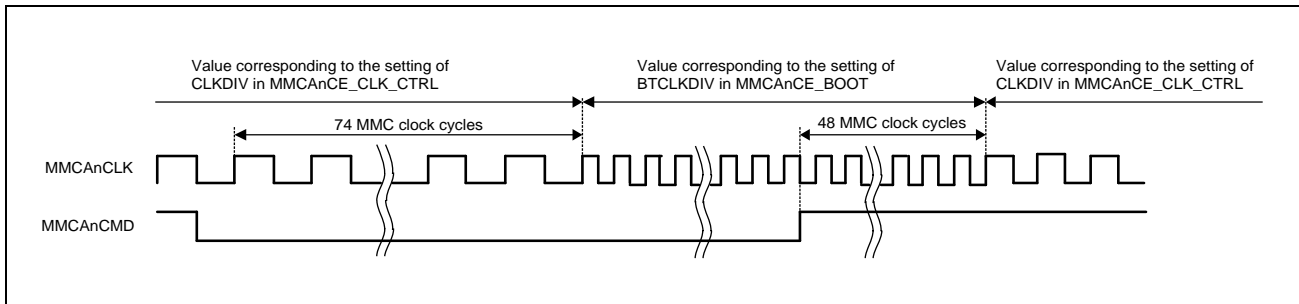 Value corresponding to the setting of
CLKDIV in MMCAnCE_CLK_CTRL
Value corresponding to the setting of
BTCLKDIV in MMCAnCE_BOOT
Value corresponding to the setting of
CLKDIV in MMCAnCE_CLK_CTRL
74 MMC clock cycles
48 MMC clock cycles
MMCAnCLK
MMCAnCMD